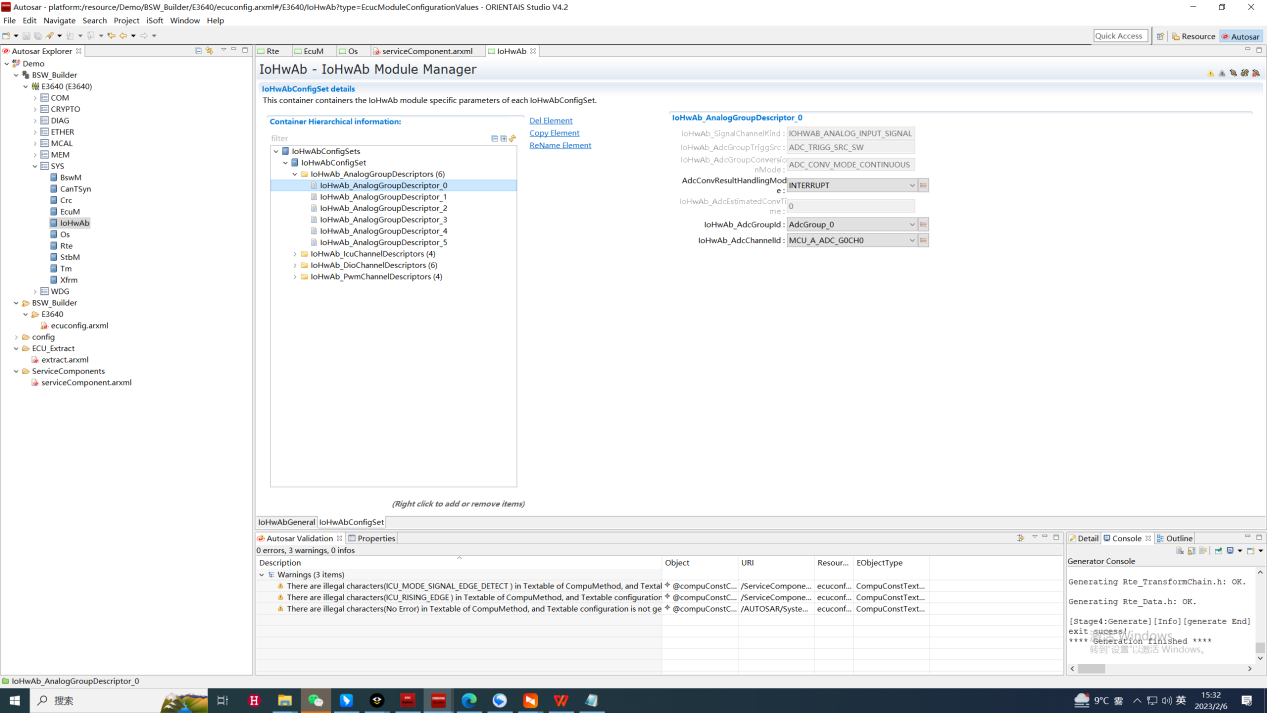 Autosar - platform:/resource/Demo/BSW_Builder/E3640/ecuconfig.arxml#/E3640/IoHwAb?type=EcucModuleConfigurationValues - ORIENTAIS Studio V4.2
File Edit Navigate Search Project iSoft Window Help
Quick Access Resource Autosar
Autosar Explorer
Demo
BSW_Builder
E3640 (E3640)
COM
CRYPTO
DIAG
ETHER
MCAL
MEM
SYS
BswM
CanTSyn
Crc
EcuM
IoHwAb
Os
Rte
StbM
Tm
Xfrm
WDG
BSW_Builder
E3640
ecuconfig.arxml
config
ECU_Extract
extract.arxml
ServiceComponents
serviceComponent.arxml
Rte EcuM Os serviceComponent.arxml IoHwAb
IoHwAb - IoHwAb Module Manager
IoHwAbConfigSet details
This container containers the IoHwAb module specific parameters of each IoHwAbConfigSet.
Container Hierarchical information:
filter
IoHwAbConfigSets
IoHwAbConfigSet
IoHwAb_AnalogGroupDescriptors (6)
IoHwAb_AnalogGroupDescriptor_0
IoHwAb_AnalogGroupDescriptor_1
IoHwAb_AnalogGroupDescriptor_2
IoHwAb_AnalogGroupDescriptor_3
IoHwAb_AnalogGroupDescriptor_4
IoHwAb_AnalogGroupDescriptor_5
IoHwAb_IcuChannelDescriptors (4)
IoHwAb_DioChannelDescriptors (6)
IoHwAb_PwmChannelDescriptors (4)
Del Element
Copy Element
ReName Element
IoHwAb_AnalogGroupDescriptor_0
IoHwAb_SignalChannelKind : IOHWAB_ANALOG_INPUT_SIGNAL
IoHwAb_AdcGroupTriggSrc : ADC_TRIGG_SRC_SW
IoHwAb_AdcGroupConversio
nMode : ADC_CONV_MODE_CONTINUOUS
AdcConvResultHandlingMod
e : INTERRUPT
IoHwAb_AdcEstimatedConvTi
me : 0
IoHwAb_AdcGroupId : AdcGroup_0
IoHwAb_AdcChannelId : MCU_A_ADC_G0CH0
(Right click to add or remove items)
IoHwAbGeneral IoHwAbConfigSet
Autosar Validation Properties
0 errors, 3 warnings, 0 infos
Description Object URI Resour... EObjectType
Warnings (3 items)
There are illegal characters(ICU_MODE_SIGNAL_EDGE_DETECT ) in Textable of CompuMethod, and Textal @compuConstC... /ServiceCompone... ecuconf... CompuConstText...
There are illegal characters(ICU_RISING_EDGE ) in Textable of CompuMethod, and Textable configuration @compuConstC... /ServiceCompone... ecuconf... CompuConstText...
There are illegal characters(No Error) in Textable of CompuMethod, and Textable configuration is not ge @compuConstC... /AUTOSAR/Syste... ecuconf... CompuConstText...
Detail Console Outline
Generator Console
Generating Rte_TransformChain.h: OK.
Generating Rte_Data.h: OK.
[Stage4:Generate][Info][generate End]
exit sucess!
**** Generation finished ****
激活 Windows
转到"设置"以激活 Windows。
IoHwAb_AnalogGroupDescriptor_0
搜索
9°C 霾
英
15:32
2023/2/6